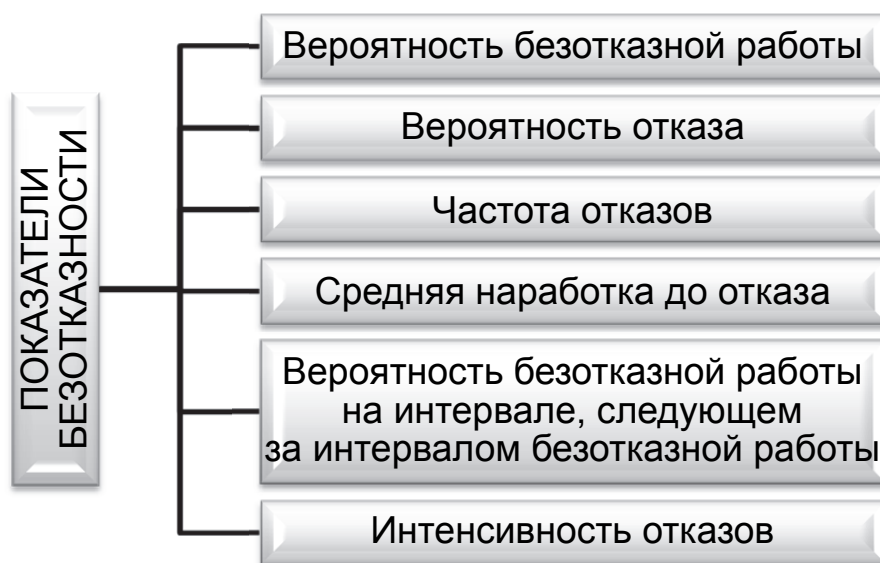 ПОКАЗАТЕЛИ
БЕЗОТКАЗНОСТИ
Вероятность безотказной работы
Вероятность отказа
Частота отказов
Средняя наработка до отказа
Вероятность безотказной работы
на интервале, следующем
за интервалом безотказной работы
Интенсивность отказов